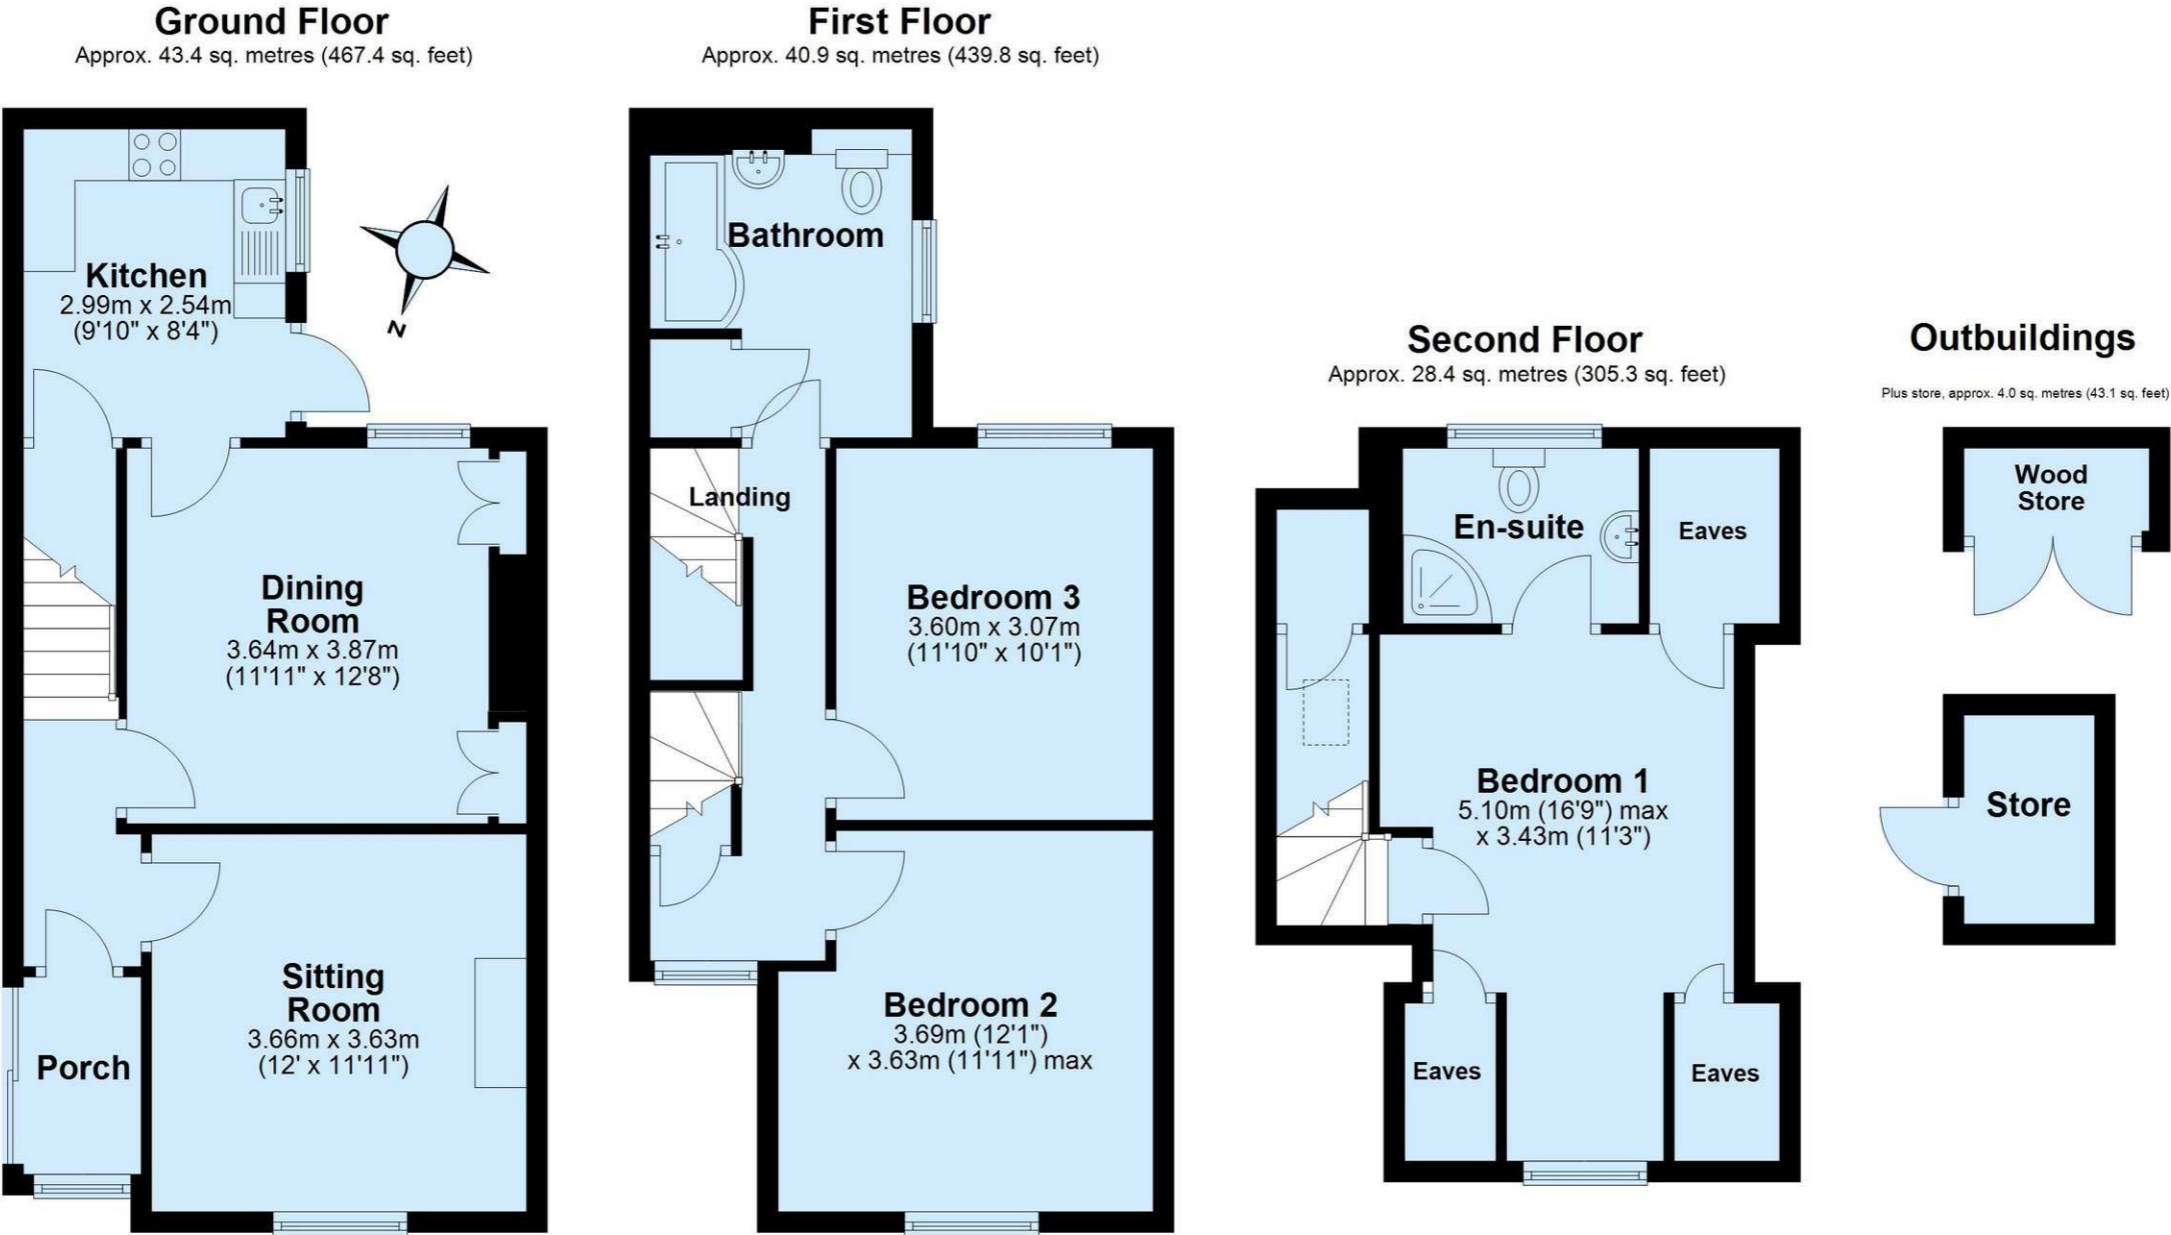 Ground Floor
Approx. 43.4 sq. metres (467.4 sq. feet)
Kitchen
2.99m x 2.54m
(9'10" x 8'4")
N
Dining
Room
3.64m x 3.87m
(11'11" x 12'8")
Sitting
Room
3.66m x 3.63m
(12' x 11'11")
Porch
First Floor
Approx. 40.9 sq. metres (439.8 sq. feet)
Bathroom
Landing
Bedroom 3
3.60m x 3.07m
(11'10" x 10'1")
Bedroom 2
3.69m (12'1")
x 3.63m (11'11") max
Second Floor
Approx. 28.4 sq. metres (305.3 sq. feet)
En-suite
Eaves
Bedroom 1
5.10m (16'9") max
x 3.43m (11'3")
Eaves
Eaves
Outbuildings
Plus store, approx. 4.0 sq. metres (43.1 sq. feet)
Wood
Store
Store